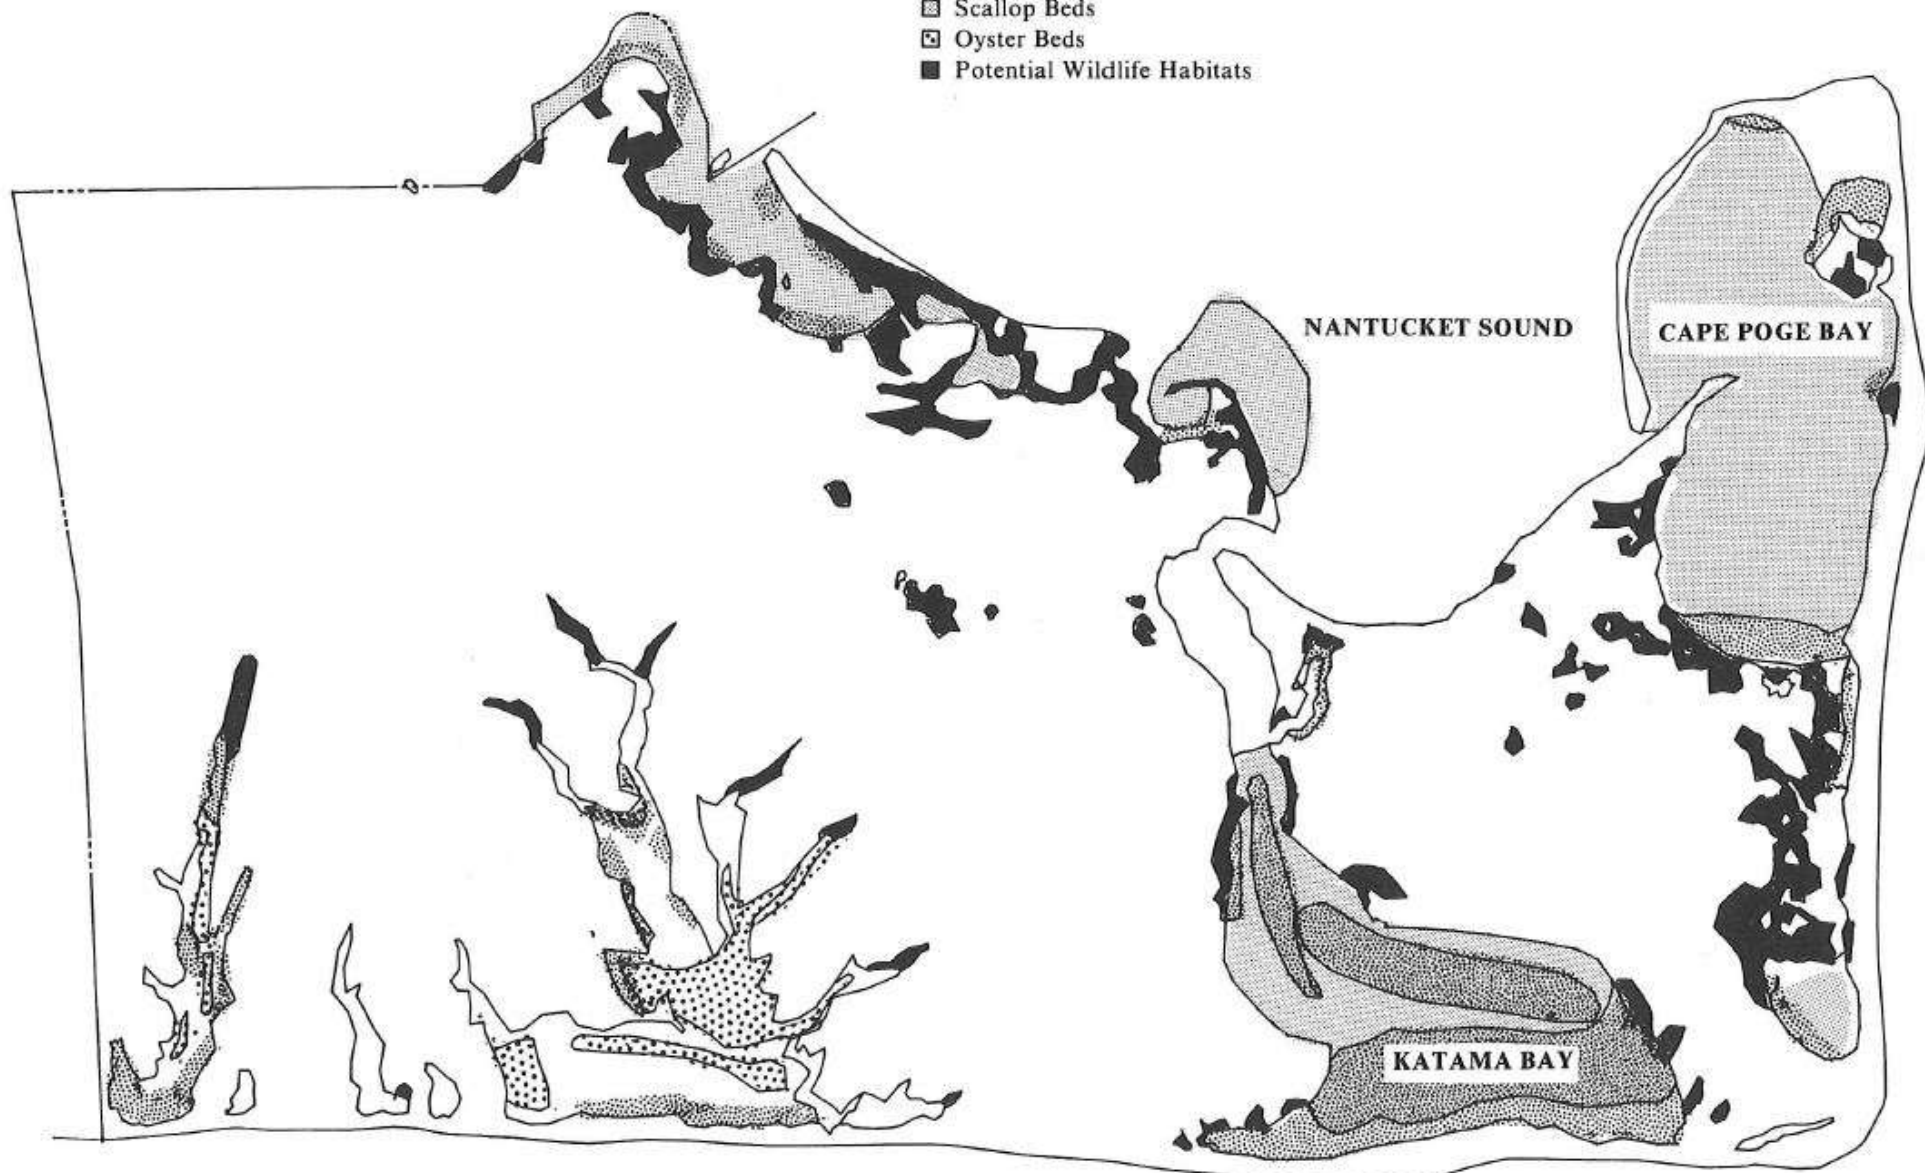 Scallop Beds
Oyster Beds
Potential Wildlife Habitats
NANTUCKET SOUND
CAPE POGE BAY
KATAMA BAY